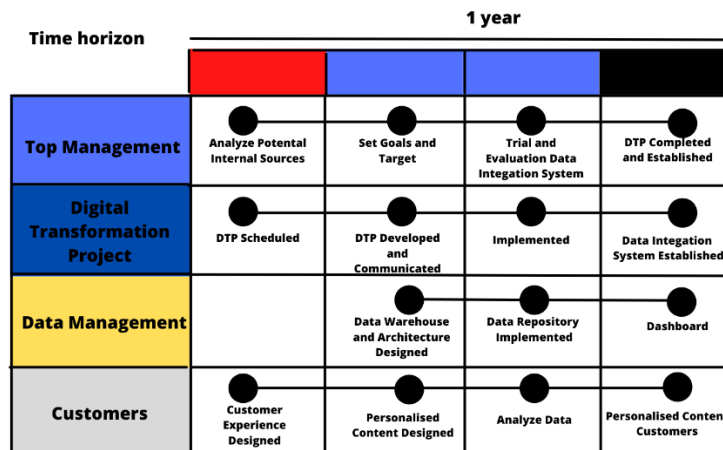 1 year
Time horizon
Top Management
Analyze Potental
Internal Sources
Set Goals and
Target
Trial and
Evaluation Data
Integation System
DTP Completed
and Established
Digital
Transformation
Project
DTP Scheduled
DTP Developed
and
Communicated
Implemented
Data Integation
System Established
Data Management
Data Warehouse
and Architecture
Designed
Data Repository
Implemented
Dashboard
Customers
Customer
Experience
Designed
Personalised
Content Designed
Analyze Data
Personalised Conten
Customers